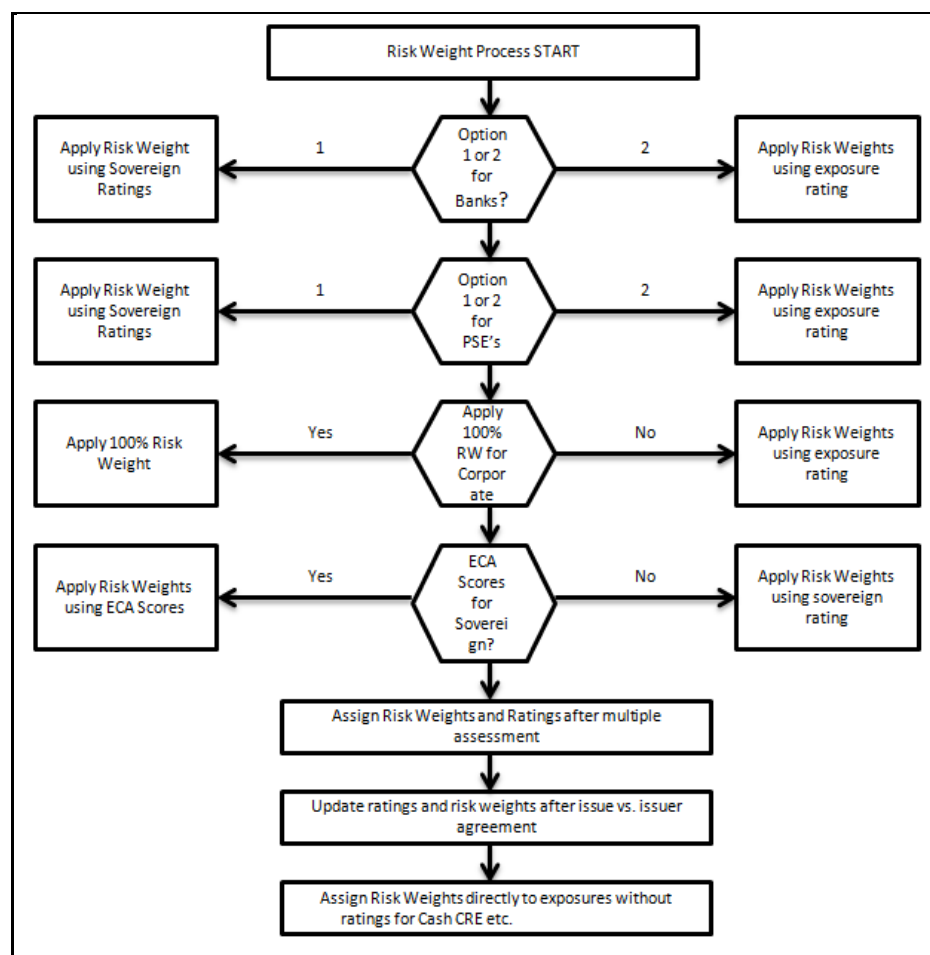 Risk Weight Process START
Apply Risk Weight
using Sovereign
Ratings
1
Option
1 or 2
for
Banks?
2
Apply Risk Weights
using exposure
rating
Apply Risk Weight
using Sovereign
Ratings
1
Option
1 or 2
for
PSE's
2
Apply Risk Weights
using exposure
rating
Apply 100% Risk
Weight
Yes
Apply
100%
RW for
Corpor
ate
No
Apply Risk Weights
using exposure
rating
Apply Risk Weights
using ECA Scores
Yes
ECA
Scores
for
Soverei
gn?
No
Apply Risk Weights
using sovereign
rating
Assign Risk Weights and Ratings after multiple
assessment
Update ratings and risk weights after issue vs. issuer
agreement
Assign Risk Weights directly to exposures without
ratings for Cash CRE etc.